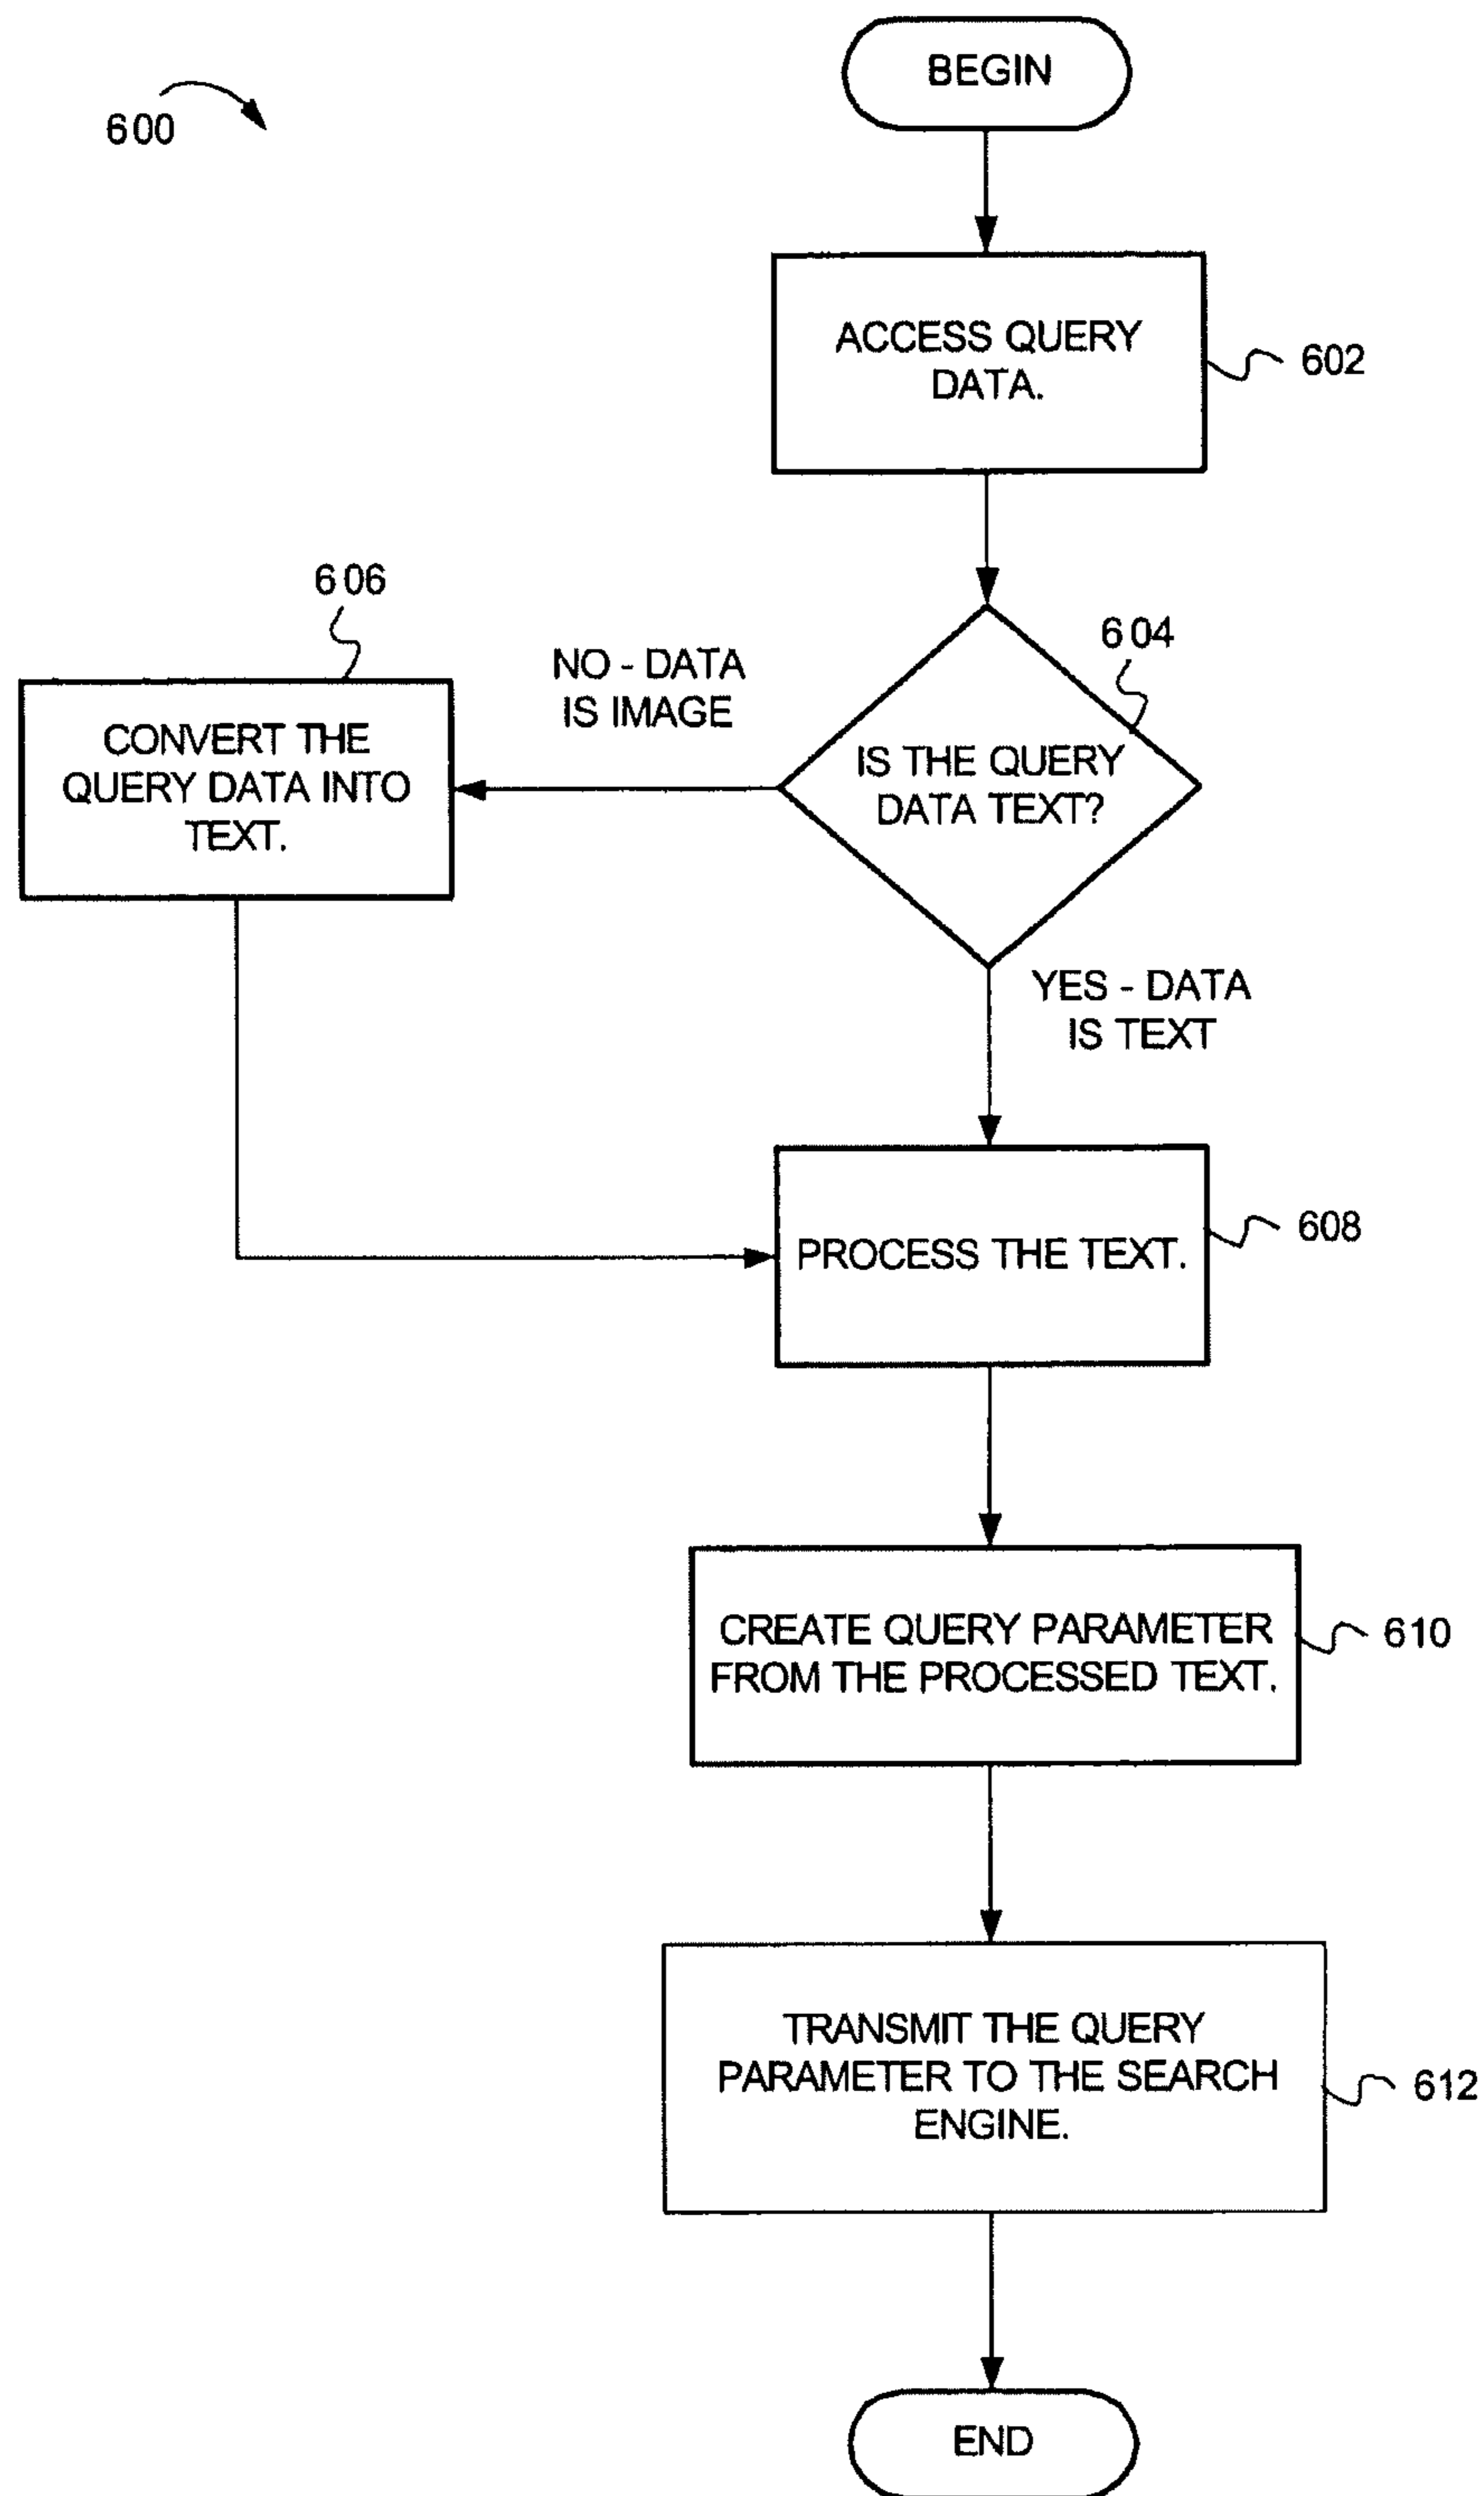 BEGIN
600
ACCESS QUERY
DATA.
602
606
604
NO - DATA
IS IMAGE
CONVERT THE
QUERY DATA INTO
TEXT.
IS THE QUERY
DATA TEXT?
YES - DATA
IS TEXT
608
PROCESS THE TEXT.
CREATE QUERY PARAMETER
FROM THE PROCESSED TEXT.
610
TRANSMIT THE QUERY
PARAMETER TO THE SEARCH
ENGINE.
612
END